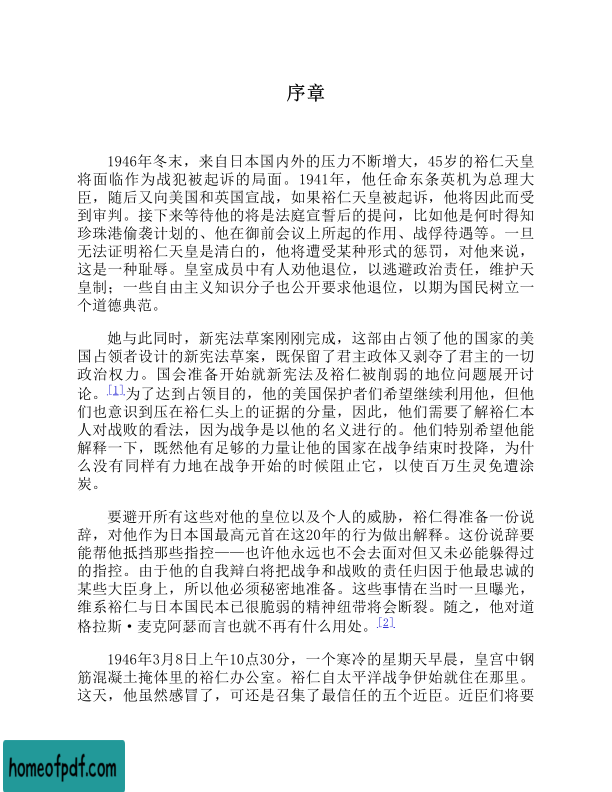 序章
1946年冬末，来自日本国内外的压力不断增大，45岁的裕仁天皇
将面临作为战犯被起诉的局面。1941年，他任命东条英机为总理大
臣，随后又向美国和英国宣战，如果裕仁天皇被起诉，他将因此而受
到审判。接下来等待他的将是法庭宣誓后的提问，比如他是何时得知
珍珠港偷袭计划的、他在御前会议上所起的作用、战俘待遇等。一旦
无法证明裕仁天皇是清白的，他将遭受某种形式的惩罚，对他来说，
这是一种耻辱。皇室成员中有人劝他退位，以逃避政治责任，维护天
皇制；一些自由主义知识分子也公开要求他退位，以期为国民树立一
个道德典范。
她与此同时，新宪法草案刚刚完成，这部由占领了他的国家的美
国占领者设计的新宪法草案，既保留了君主政体又剥夺了君主的一切
政治权力。国会准备开始就新宪法及裕仁被削弱的地位问题展开讨
论。[1]为了达到占领目的，他的美国保护者们希望继续利用他，但他
们也意识到压在裕仁头上的证据的分量，因此，他们需要了解裕仁本
人对战败的看法，因为战争是以他的名义进行的。他们特别希望他能
解释一下，既然他有足够的力量让他的国家在战争结束时投降，为什
么没有同样有力地在战争开始的时候阻止它，以使百万生灵免遭涂
炭。
要避开所有这些对他的皇位以及个人的威胁，裕仁得准备一份说
辞，对他作为日本国最高元首在这20年的行为做出解释。这份说辞要
能帮他抵挡那些指控——也许他永远也不会去面对但又未必能躲得过
的指控。由于他的自我辩白将把战争和战败的责任归因于他最忠诚的
某些大臣身上，所以他必须秘密地准备。这些事情在当时一旦曝光，
维系裕仁与日本国民本已很脆弱的精神纽带将会断裂。随之，他对道
格拉斯·麦克阿瑟而言也就不再有什么用处。[2]
1946年3月8日上午10点30分，一个寒冷的星期天早晨，皇宫中钢
筋混凝土掩体里的裕仁办公室。裕仁自太平洋战争伊始就住在那里。
这天，他虽然感冒了，可还是召集了最信任的五个近臣。近臣们将要
homeofpdf.com